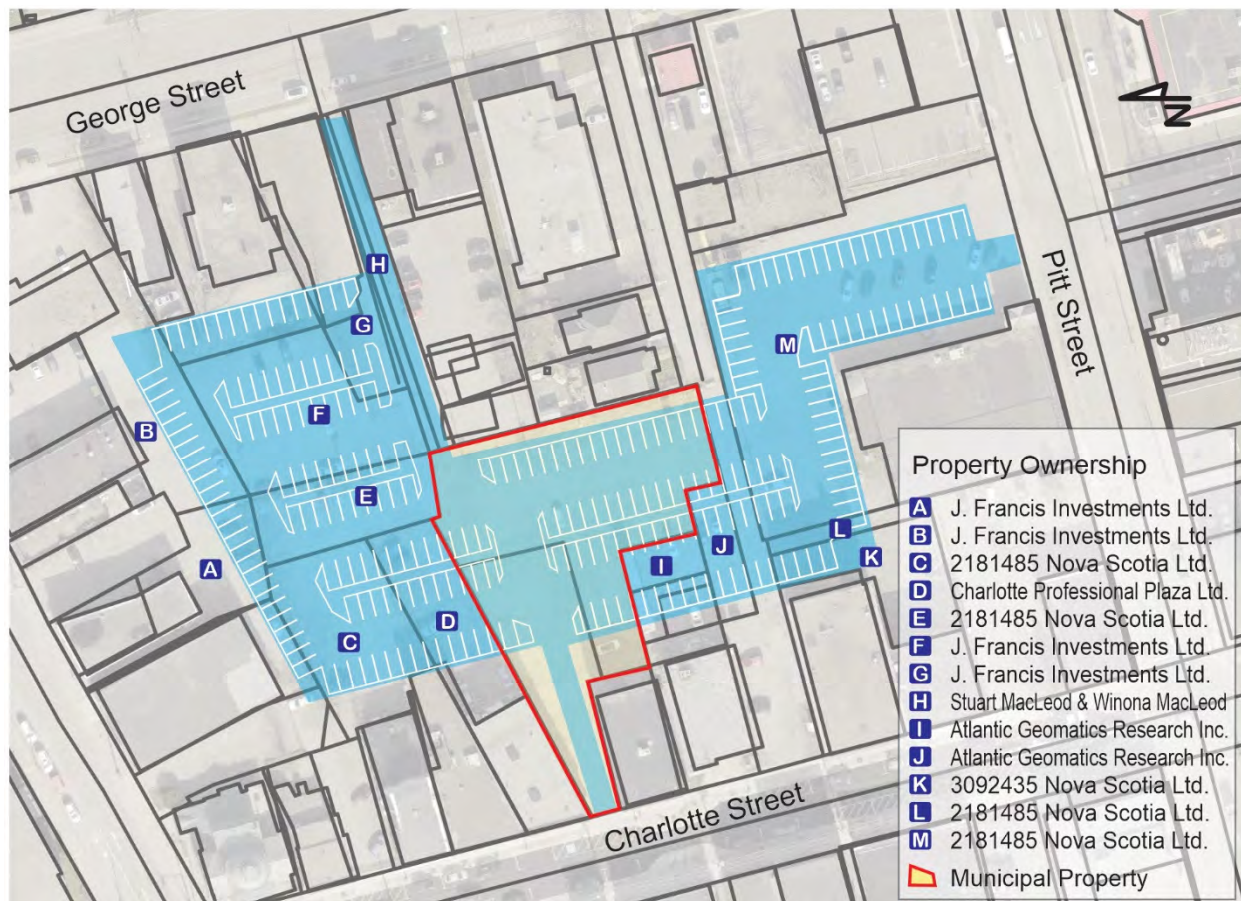 George Street
N
H
G
M
Pitt Street
F
B
E
L
J
I
K
A
D
C
Charlotte Street
Property Ownership
A J. Francis Investments Ltd.
B J. Francis Investments Ltd.
C 2181485 Nova Scotia Ltd.
D Charlotte Professional Plaza Ltd.
E 2181485 Nova Scotia Ltd.
F J. Francis Investments Ltd.
G J. Francis Investments Ltd.
H Stuart MacLeod & Winona MacLeod
I Atlantic Geomatics Research Inc.
J Atlantic Geomatics Research Inc.
K 3092435 Nova Scotia Ltd.
L 2181485 Nova Scotia Ltd.
M 2181485 Nova Scotia Ltd.
Municipal Property